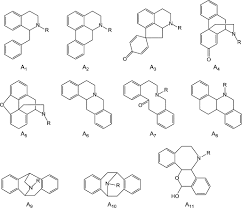 N R N R N R N R
O O
A₁ A₂ A₃ A₄
O N R N N R O N R
A₅ A₆ A₇ A₈
N R N R N R O HO
A₉ A₁₀ A₁₁